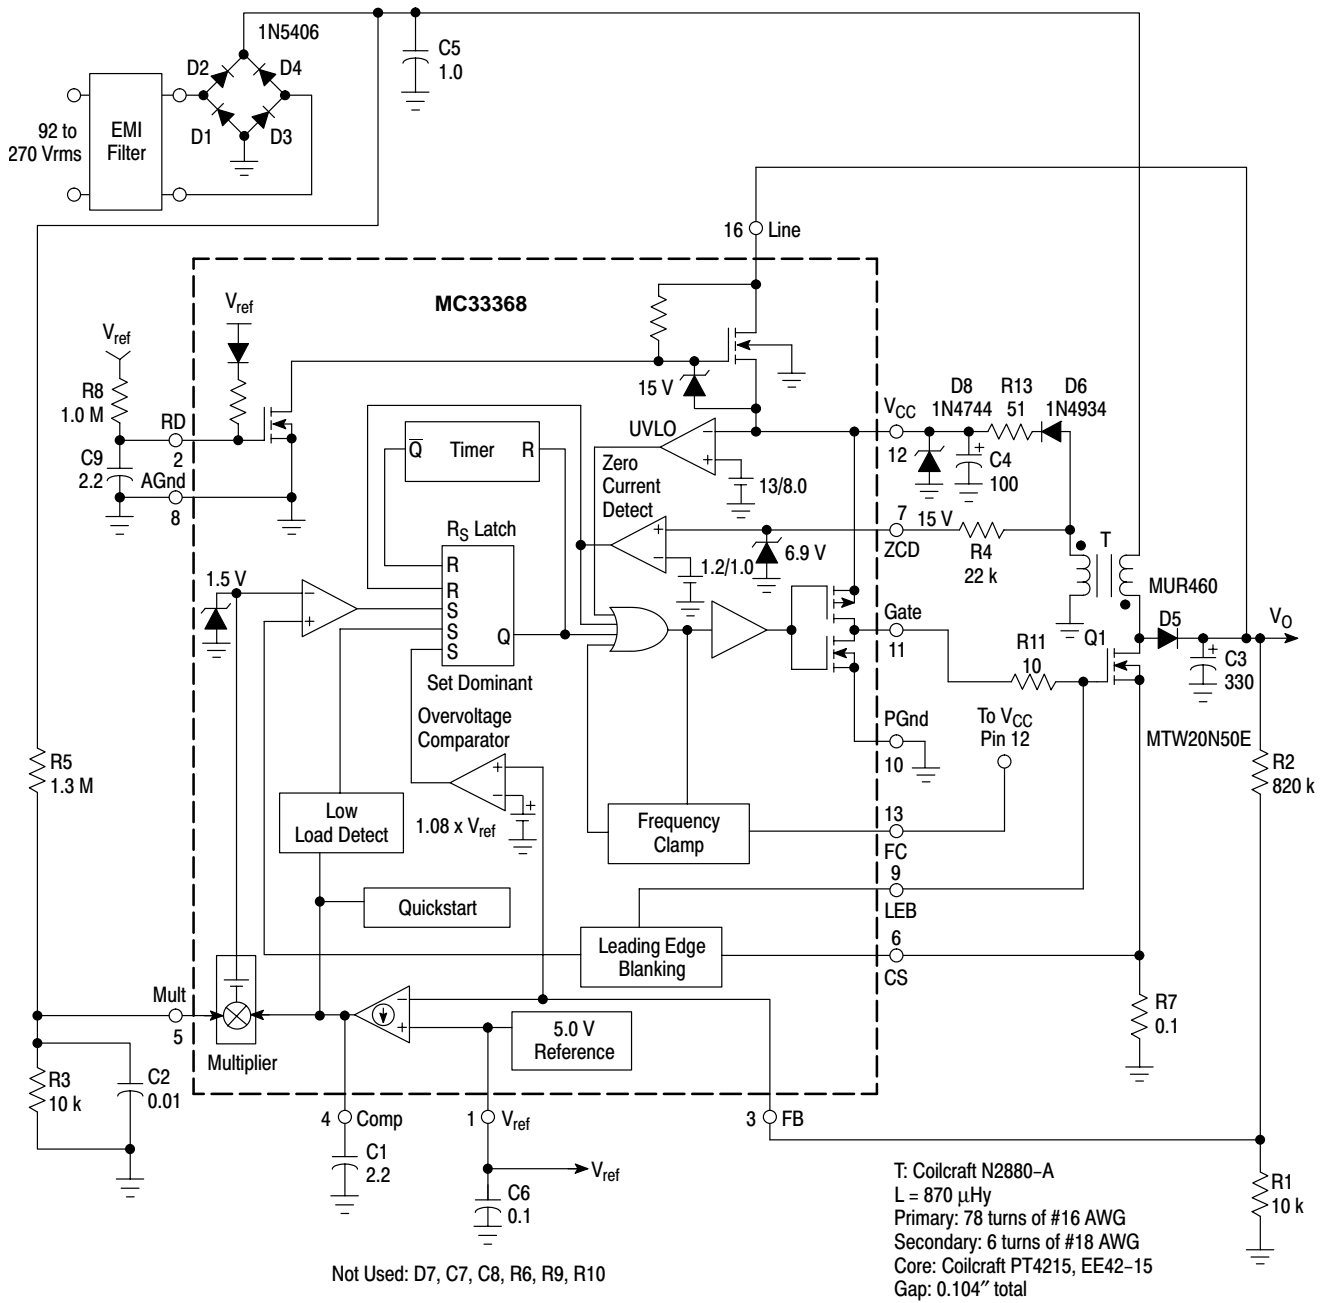 1N5406
C5
1.0
D2
D4
D1
D3
92 to
270 Vrms
EMI
Filter
16
Line
MC33368
Vref
Vref
R8
1.0 M
RD
2
C9
2.2
AGnd
8
15 V
D8
1N4744
R13
51
D6
1N4934
VCC
12
C4
100
+
UVLO
−
+
13/8.0
Q
Timer
R
Zero
Current
Detect
+
−
1.2/1.0
6.9 V
7
15 V
ZCD
R4
22 k
T
MUR460
RS Latch
R
R
S
S
S
Q
Set Dominant
1.5 V
−
+
Gate
11
R11
10
Q1
D5
VO
+
C3
330
MTW20N50E
Overvoltage
Comparator
+
−
+
1.08 x Vref
PGnd
10
To VCC
Pin 12
R2
820 k
R5
1.3 M
Low
Load Detect
Frequency
Clamp
13
FC
9
LEB
Quickstart
Leading Edge
Blanking
6
CS
R7
0.1
Mult
5
Multiplier
−
+
5.0 V
Reference
R3
10 k
C2
0.01
4
Comp
C1
2.2
1
Vref
Vref
C6
0.1
3
FB
R1
10 k
T: Coilcraft N2880−A
L = 870 μHy
Primary: 78 turns of #16 AWG
Secondary: 6 turns of #18 AWG
Core: Coilcraft PT4215, EE42−15
Gap: 0.104″ total
Not Used: D7, C7, C8, R6, R9, R10